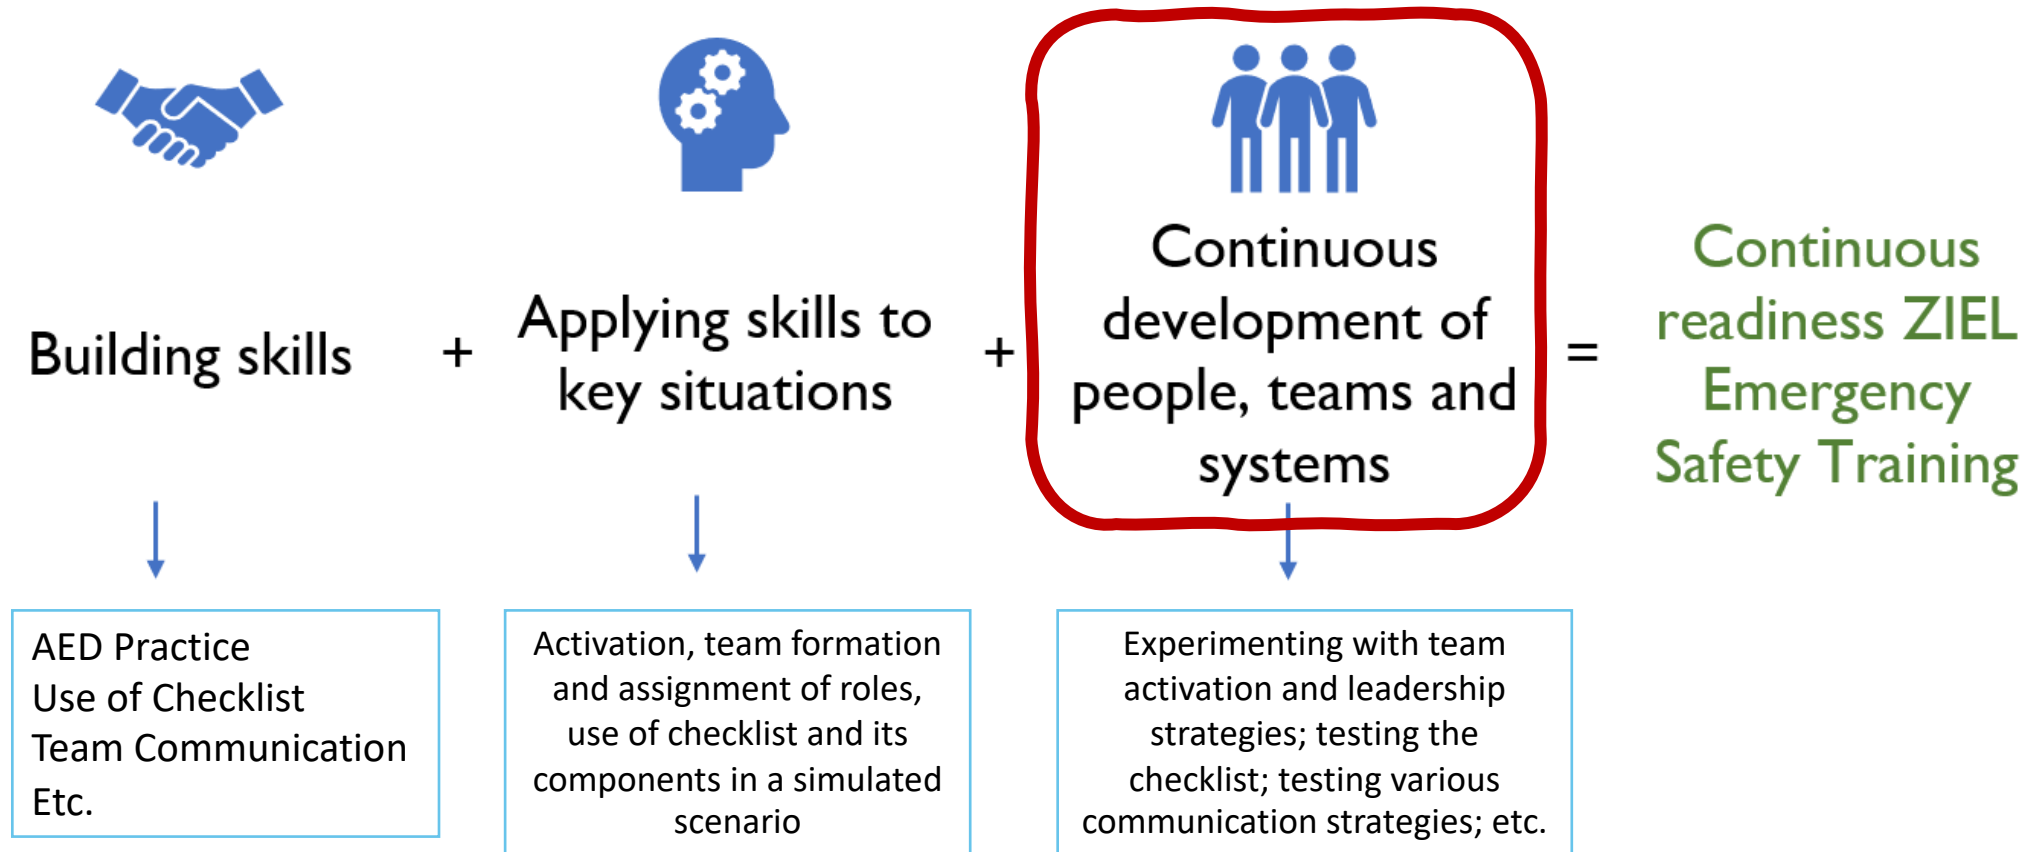 Building skills
+
Applying skills to
key situations
+
Continuous
development of
people, teams and
systems
=
Continuous
readiness ZIEL
Emergency
Safety Training
AED Practice
Use of Checklist
Team Communication
Etc.
Activation, team formation
and assignment of roles,
use of checklist and its
components in a simulated
scenario
Experimenting with team
activation and leadership
strategies; testing the
checklist; testing various
communication strategies; etc.